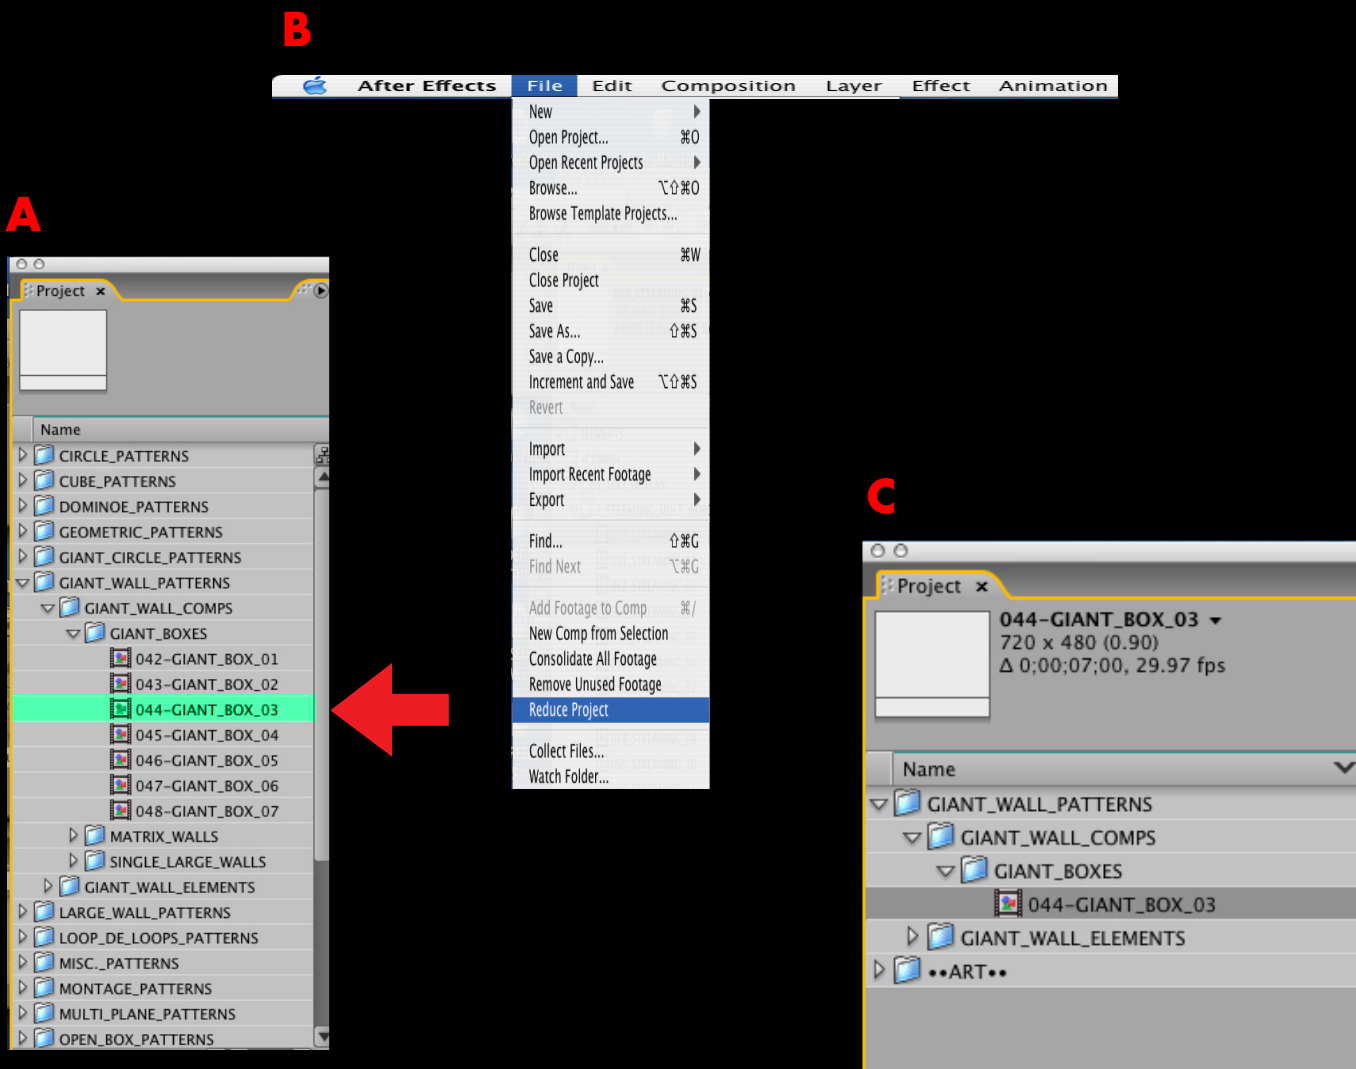 B
After Effects File Edit Composition Layer Effect Animation
New
Open Project... ⌘O
Open Recent Projects
Browse... ⌥⇧⌘O
Browse Template Projects...
Close ⌘W
Close Project
Save ⌘S
Save As... ⇧⌘S
Save a Copy...
Increment and Save ⌥⇧⌘S
Revert
Import
Import Recent Footage
Export
Find... ⇧⌘G
Find Next ⌥⌘G
Add Footage to Comp ⌘/
New Comp from Selection
Consolidate All Footage
Remove Unused Footage
Reduce Project
Collect Files...
Watch Folder...
A
Project ×
Name
CIRCLE_PATTERNS
CUBE_PATTERNS
DOMINOE_PATTERNS
GEOMETRIC_PATTERNS
GIANT_CIRCLE_PATTERNS
GIANT_WALL_PATTERNS
GIANT_WALL_COMPS
GIANT_BOXES
042-GIANT_BOX_01
043-GIANT_BOX_02
044-GIANT_BOX_03
045-GIANT_BOX_04
046-GIANT_BOX_05
047-GIANT_BOX_06
048-GIANT_BOX_07
MATRIX_WALLS
SINGLE_LARGE_WALLS
GIANT_WALL_ELEMENTS
LARGE_WALL_PATTERNS
LOOP_DE_LOOPS_PATTERNS
MISC._PATTERNS
MONTAGE_PATTERNS
MULTI_PLANE_PATTERNS
OPEN_BOX_PATTERNS
C
Project ×
044-GIANT_BOX_03
720 x 480 (0.90)
Δ 0;00;07;00, 29.97 fps
Name
GIANT_WALL_PATTERNS
GIANT_WALL_COMPS
GIANT_BOXES
044-GIANT_BOX_03
GIANT_WALL_ELEMENTS
••ART••